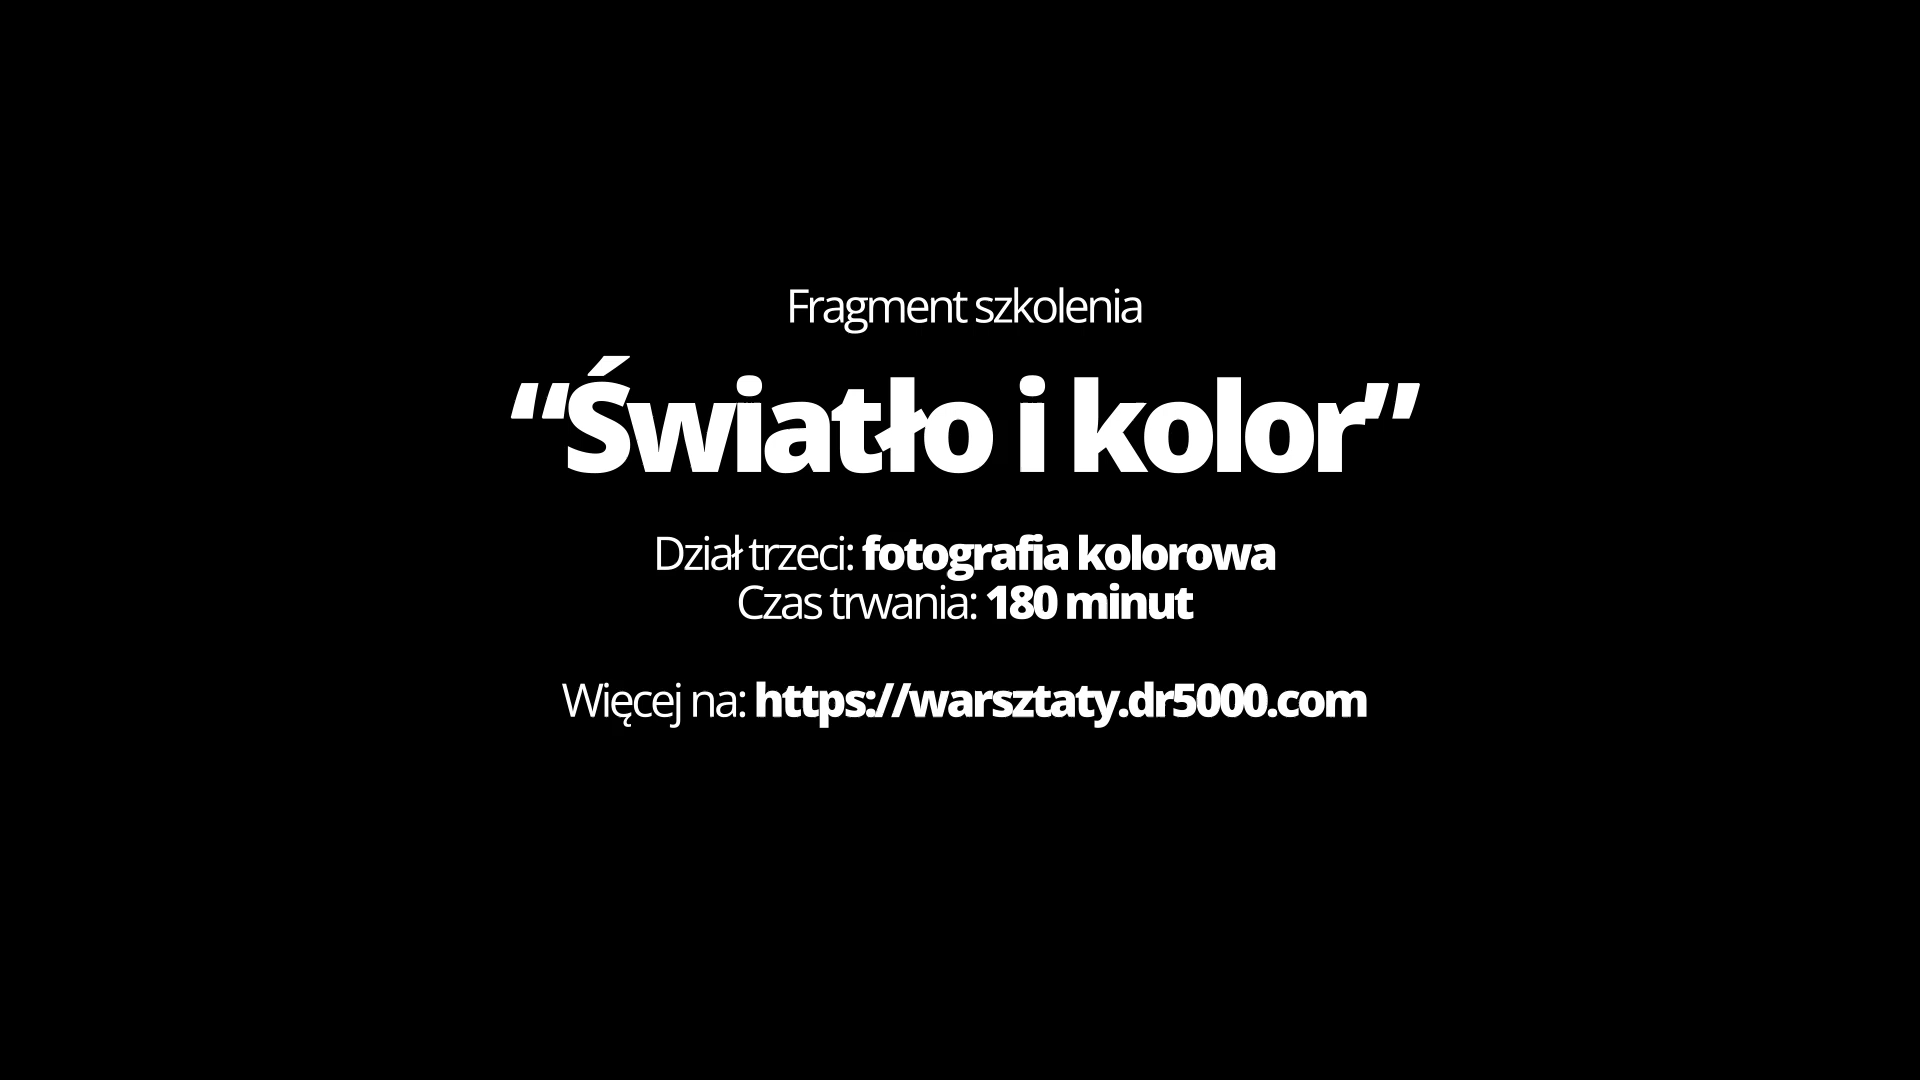 Fragment szkolenia
“Światło i kolor”
Dział trzeci: fotografia kolorowa
Czas trwania: 180 minut
Więcej na: https://warsztaty.dr5000.com